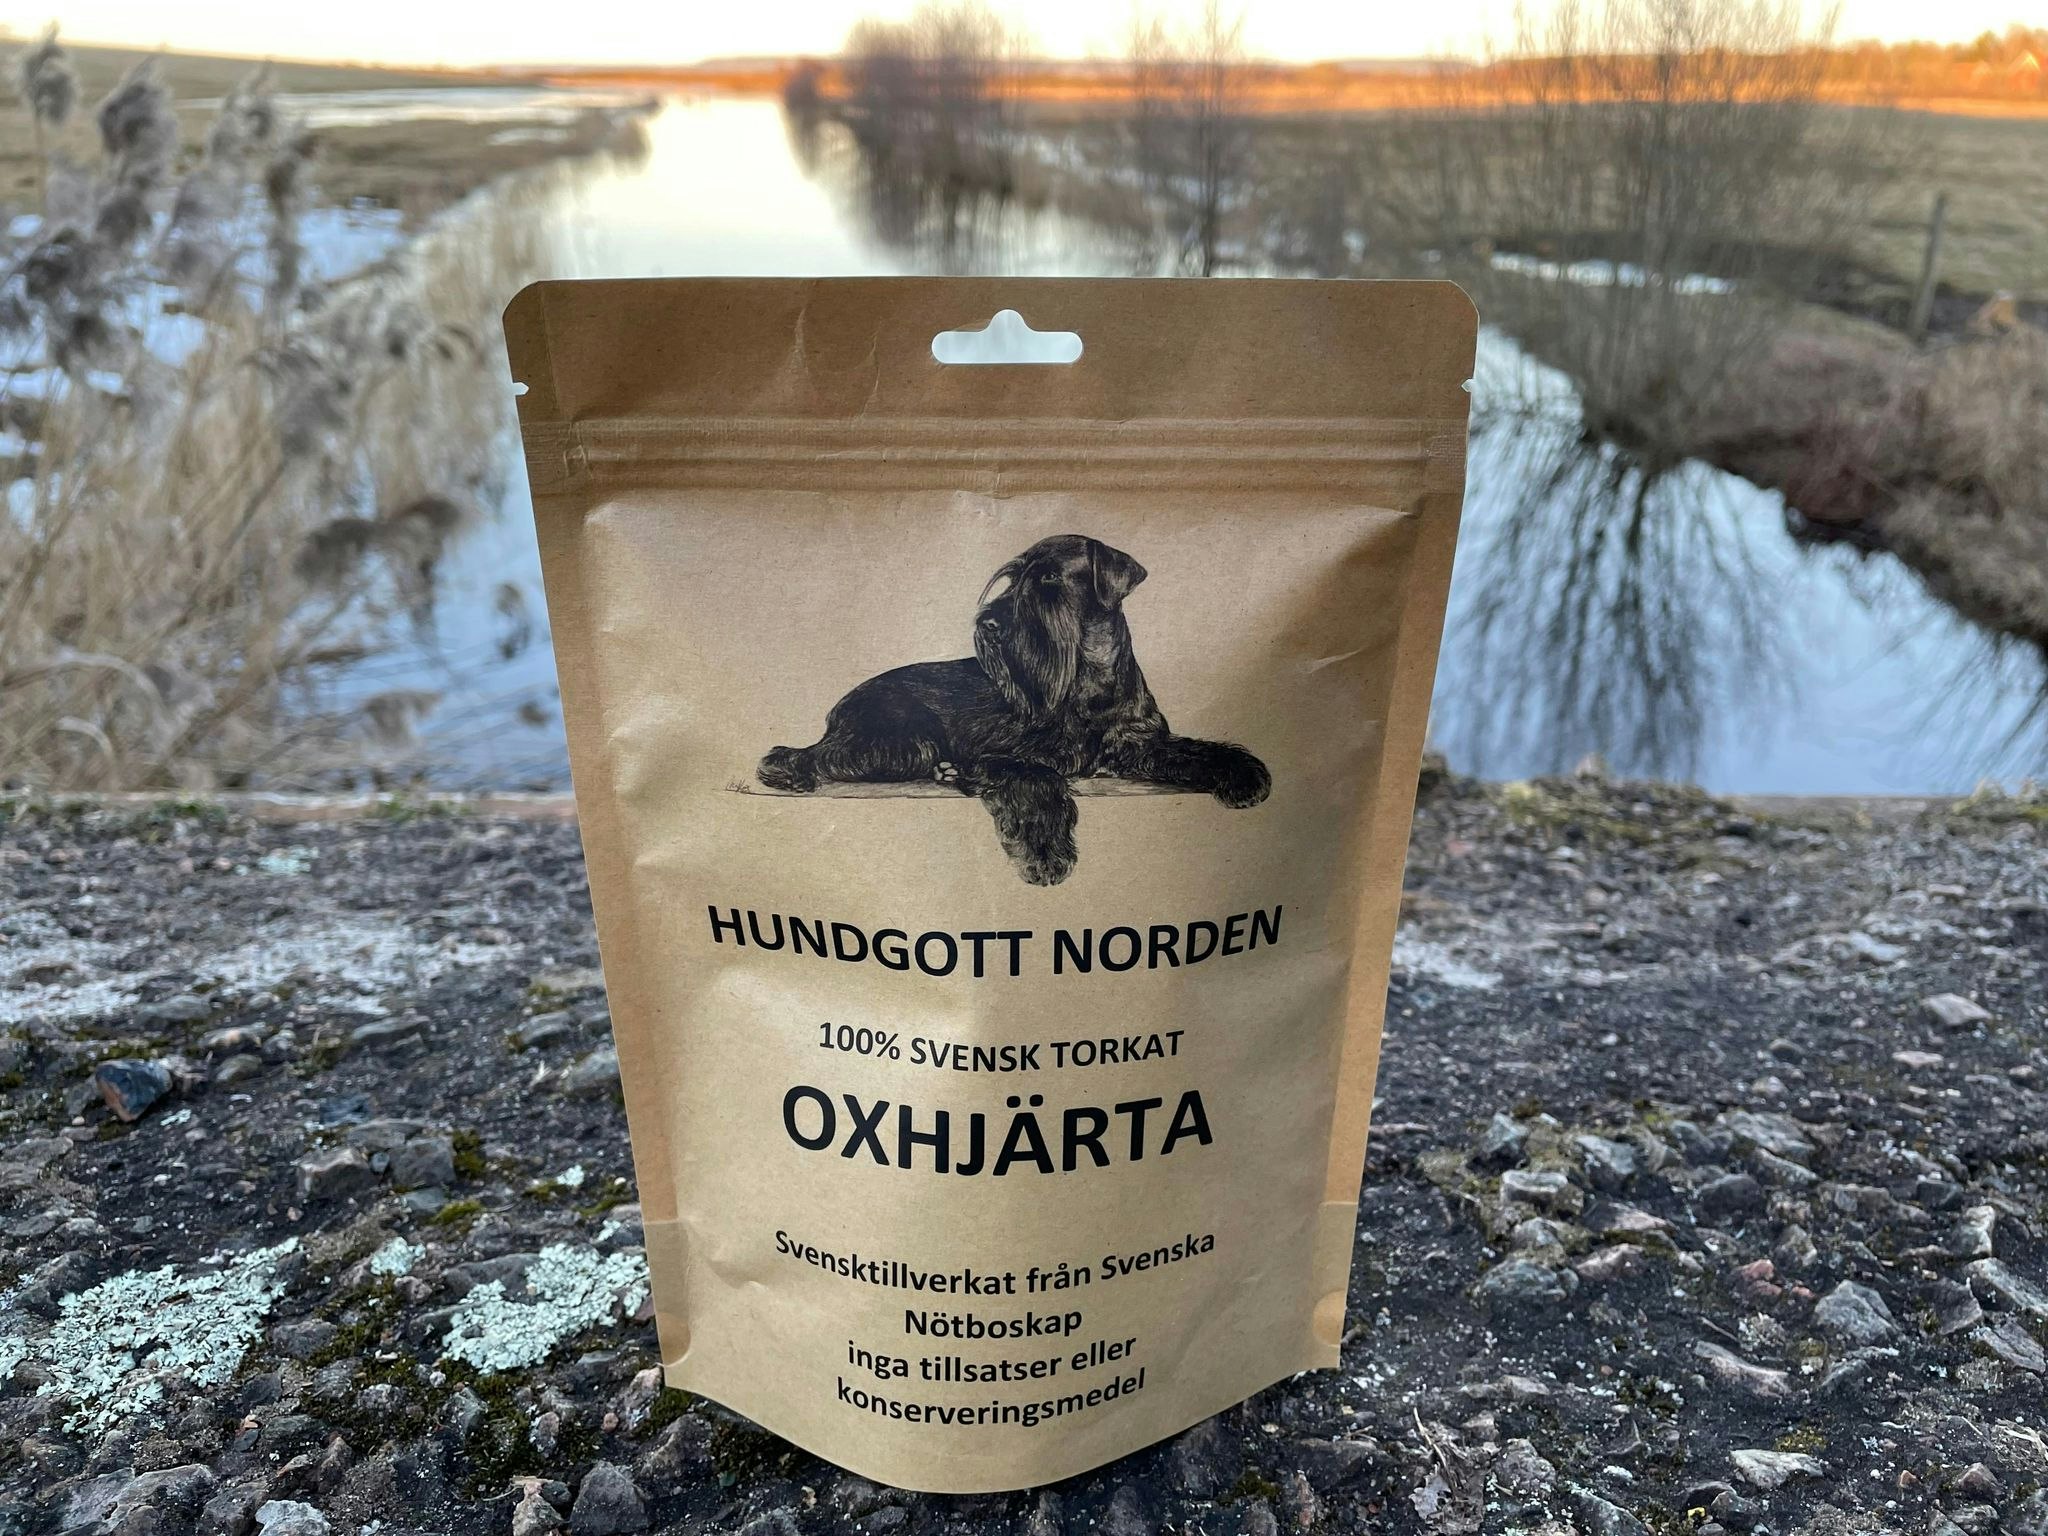 HUNDGOTT NORDEN
100% SVENSK TORKAT
OXHJÄRTA
Svensktillverkat från Svenska
Nötboskap
inga tillsatser eller
konserveringsmedel